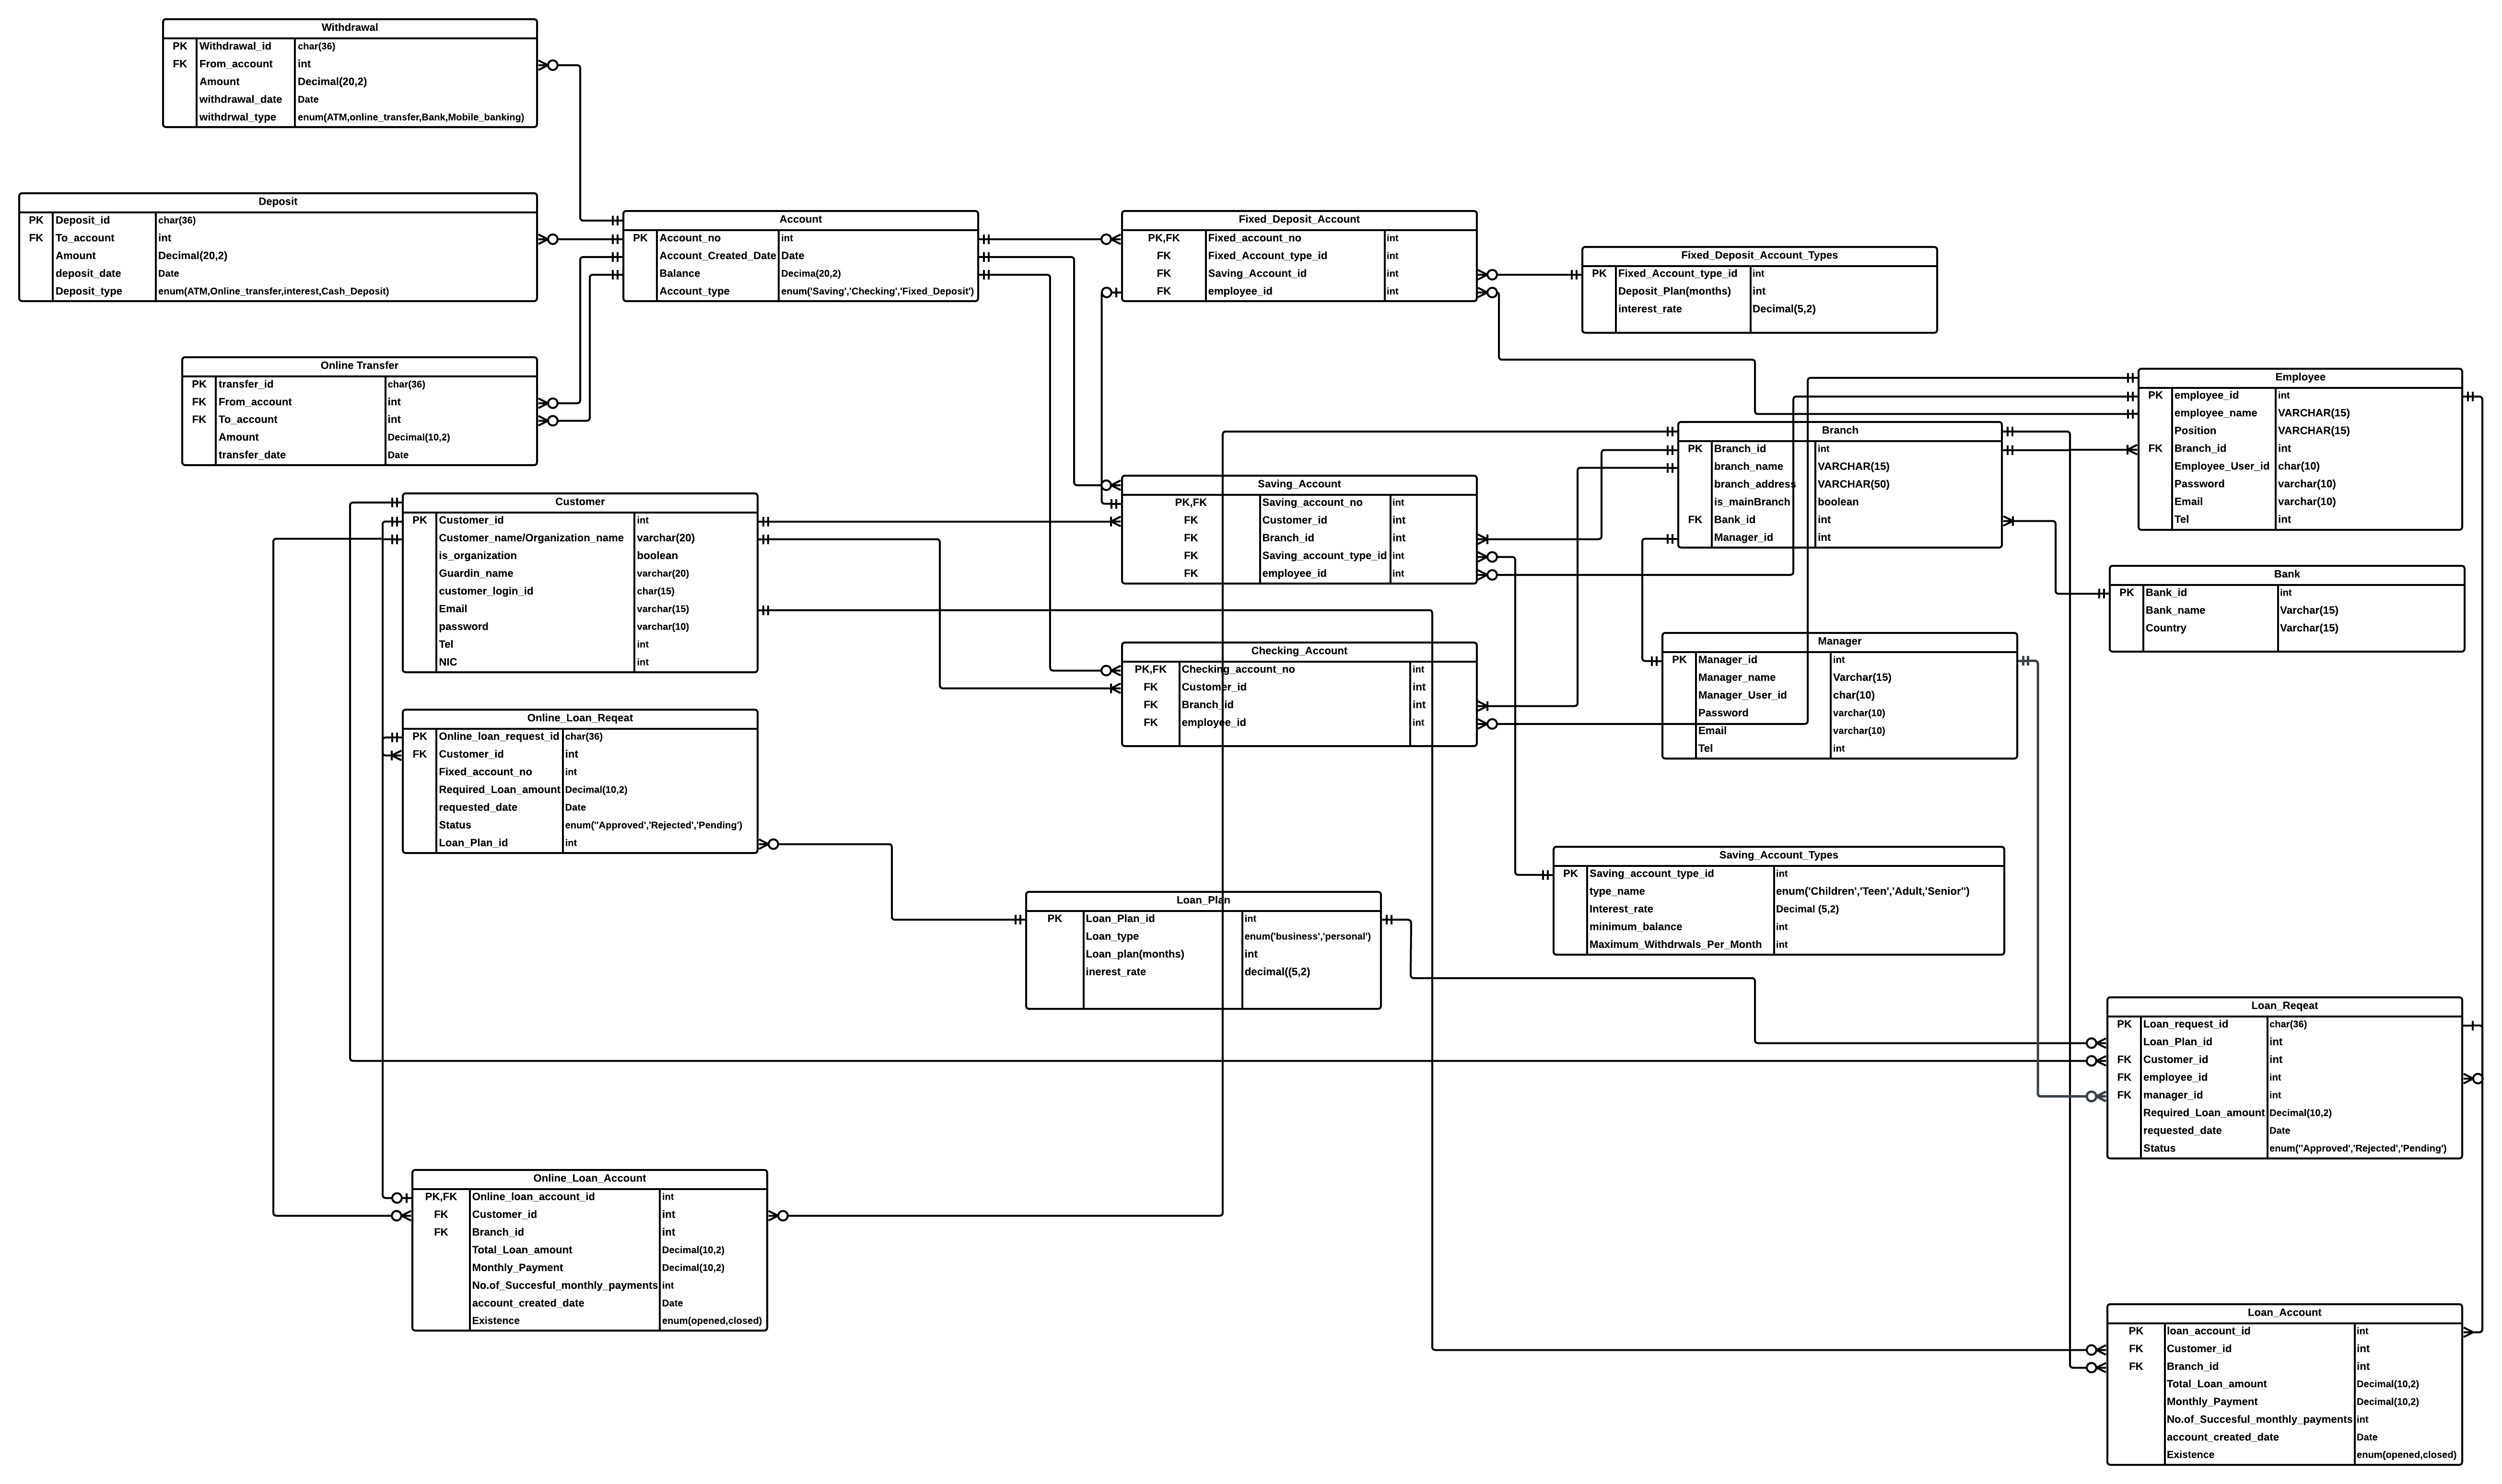 Withdrawal
PK Withdrawal_id char(36)
FK From_account int
Amount Decimal(20,2)
withdrawal_date Date
withdrwal_type enum(ATM,online_transfer,Bank,Mobile_banking)
Deposit
PK Deposit_id char(36)
FK To_account int
Amount Decimal(20,2)
deposit_date Date
Deposit_type enum(ATM,Online_transfer,interest,Cash_Deposit)
Account
PK Account_no int
Account_Created_Date Date
Balance Decima(20,2)
Account_type enum('Saving','Checking','Fixed_Deposit')
Fixed_Deposit_Account
PK,FK Fixed_account_no int
FK Fixed_Account_type_id int
FK Saving_Account_id int
FK employee_id int
Fixed_Deposit_Account_Types
PK Fixed_Account_type_id int
Deposit_Plan(months) int
interest_rate Decimal(5,2)
Online Transfer
PK transfer_id char(36)
FK From_account int
FK To_account int
Amount Decimal(10,2)
transfer_date Date
Employee
PK employee_id int
employee_name VARCHAR(15)
Position VARCHAR(15)
FK Branch_id int
Employee_User_id char(10)
Password varchar(10)
Email varchar(10)
Tel int
Branch
PK Branch_id int
branch_name VARCHAR(15)
branch_address VARCHAR(50)
is_mainBranch boolean
FK Bank_id int
Manager_id int
Customer
PK Customer_id int
Customer_name/Organization_name varchar(20)
is_organization boolean
Guardin_name varchar(20)
customer_login_id char(15)
Email varchar(15)
password varchar(10)
Tel int
NIC int
Saving_Account
PK,FK Saving_account_no int
FK Customer_id int
FK Branch_id int
FK Saving_account_type_id int
FK employee_id int
Bank
PK Bank_id int
Bank_name Varchar(15)
Country Varchar(15)
Checking_Account
PK,FK Checking_account_no int
FK Customer_id int
FK Branch_id int
FK employee_id int
Manager
PK Manager_id int
Manager_name Varchar(15)
Manager_User_id char(10)
Password varchar(10)
Email varchar(10)
Tel int
Online_Loan_Reqeat
PK Online_loan_request_id char(36)
FK Customer_id int
Fixed_account_no int
Required_Loan_amount Decimal(10,2)
requested_date Date
Status enum("Approved','Rejected','Pending')
Loan_Plan_id int
Saving_Account_Types
PK Saving_account_type_id int
type_name enum('Children','Teen','Adult,'Senior")
Interest_rate Decimal (5,2)
minimum_balance int
Maximum_Withdrwals_Per_Month int
Loan_Plan
PK Loan_Plan_id int
Loan_type enum('business','personal')
Loan_plan(months) int
inerest_rate decimal((5,2)
Loan_Reqeat
PK Loan_request_id char(36)
Loan_Plan_id int
FK Customer_id int
FK employee_id int
FK manager_id int
Required_Loan_amount Decimal(10,2)
requested_date Date
Status enum("Approved','Rejected','Pending')
Online_Loan_Account
PK,FK Online_loan_account_id int
FK Customer_id int
FK Branch_id int
Total_Loan_amount Decimal(10,2)
Monthly_Payment Decimal(10,2)
No.of_Succesful_monthly_payments int
account_created_date Date
Existence enum(opened,closed)
Loan_Account
PK loan_account_id int
FK Customer_id int
FK Branch_id int
Total_Loan_amount Decimal(10,2)
Monthly_Payment Decimal(10,2)
No.of_Succesful_monthly_payments int
account_created_date Date
Existence enum(opened,closed)